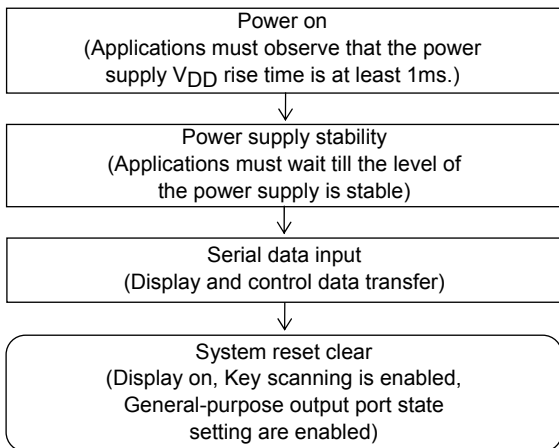 Power on
(Applications must observe that the power
supply VDD rise time is at least 1ms.)
Power supply stability
(Applications must wait till the level of
the power supply is stable)
Serial data input
(Display and control data transfer)
System reset clear
(Display on, Key scanning is enabled,
General-purpose output port state
setting are enabled)